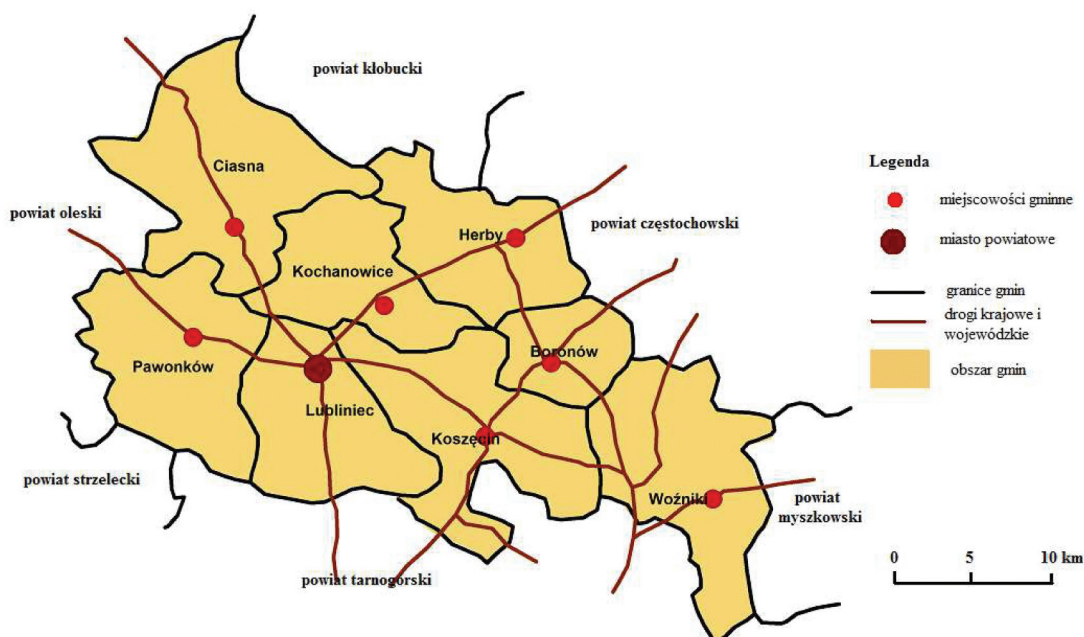 powiat kłobucki
Ciasna
powiat oleski
Herby
powiat częstochowski
Kochanowice
Pawonków
Boronów
Lubliniec
Koszęcin
powiat strzelecki
Woźniki
powiat
myszkowski
powiat tarnogórski
Legenda
miejscowości gminne
miasto powiatowe
granice gmin
drogi krajowe i
wojewódzkie
obszar gmin
0 5 10 km